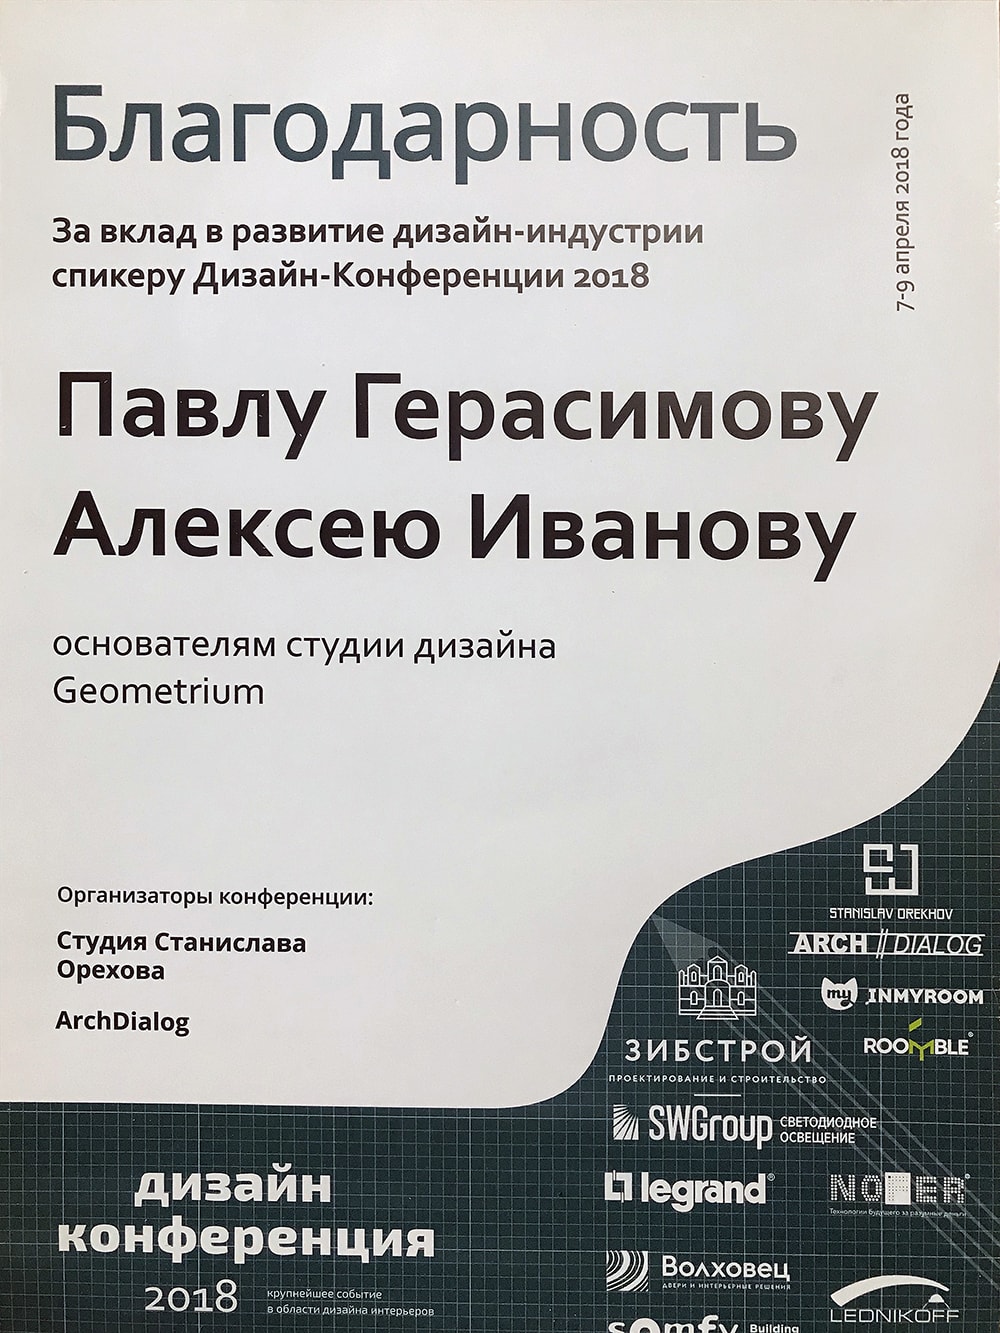 Благодарность
7-9 апреля 2018 года
За вклад в развитие дизайн-индустрии
спикеру Дизайн-Конференции 2018
Павлу Герасимову
Алексею Иванову
основателям студии дизайна
Geometrium
Организаторы конференции:
Студия Станислава
Орехова
ArchDialog
STANISLAV OREKHOV
ARCH DIALOG
my INMYROOM
ROOMBLE®
ЗИБСТРОЙ
ПРОЕКТИРОВАНИЕ И СТРОИТЕЛЬСТВО
SWGroup СВЕТОДИОДНОЕ
ОСВЕЩЕНИЕ
legrand®
Технологии будущего за разумные деньги
Волховец
ДВЕРИ И ИНТЕРЬЕРНЫЕ РЕШЕНИЯ
LEDNIKOFF
somfy Building
дизайн
конференция
2018
крупнейшее событие
в области дизайна интерьеров